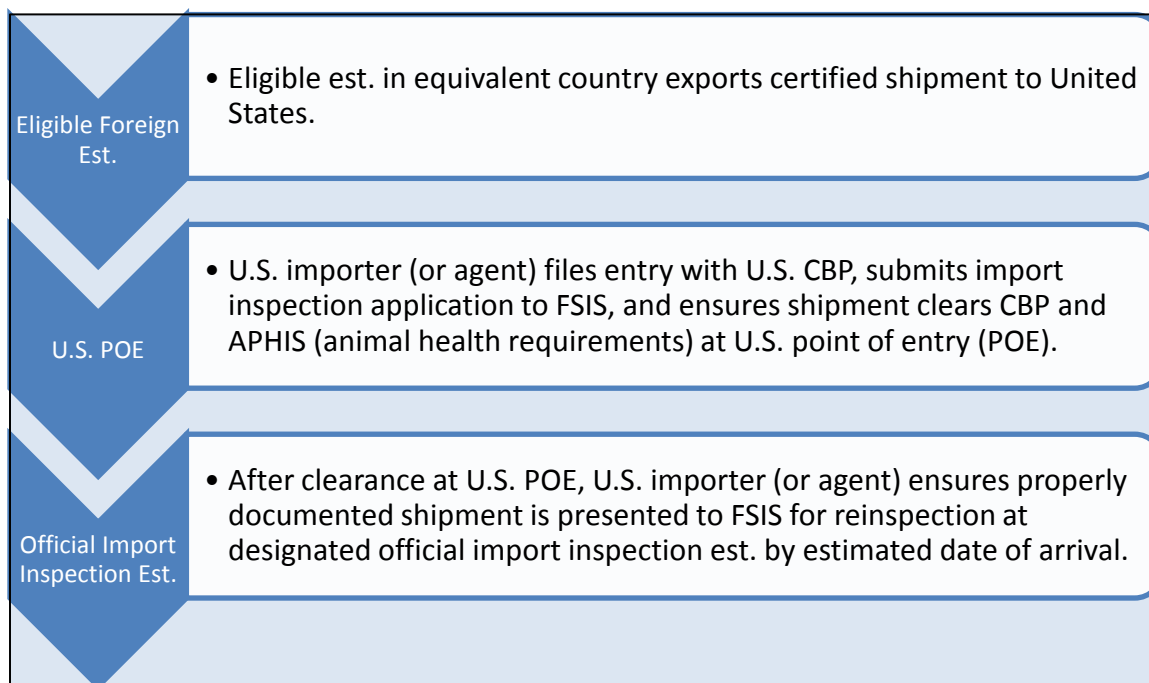 Eligible Foreign
Est.
• Eligible est. in equivalent country exports certified shipment to United
States.
U.S. POE
• U.S. importer (or agent) files entry with U.S. CBP, submits import
inspection application to FSIS, and ensures shipment clears CBP and
APHIS (animal health requirements) at U.S. point of entry (POE).
Official Import
Inspection Est.
• After clearance at U.S. POE, U.S. importer (or agent) ensures properly
documented shipment is presented to FSIS for reinspection at
designated official import inspection est. by estimated date of arrival.